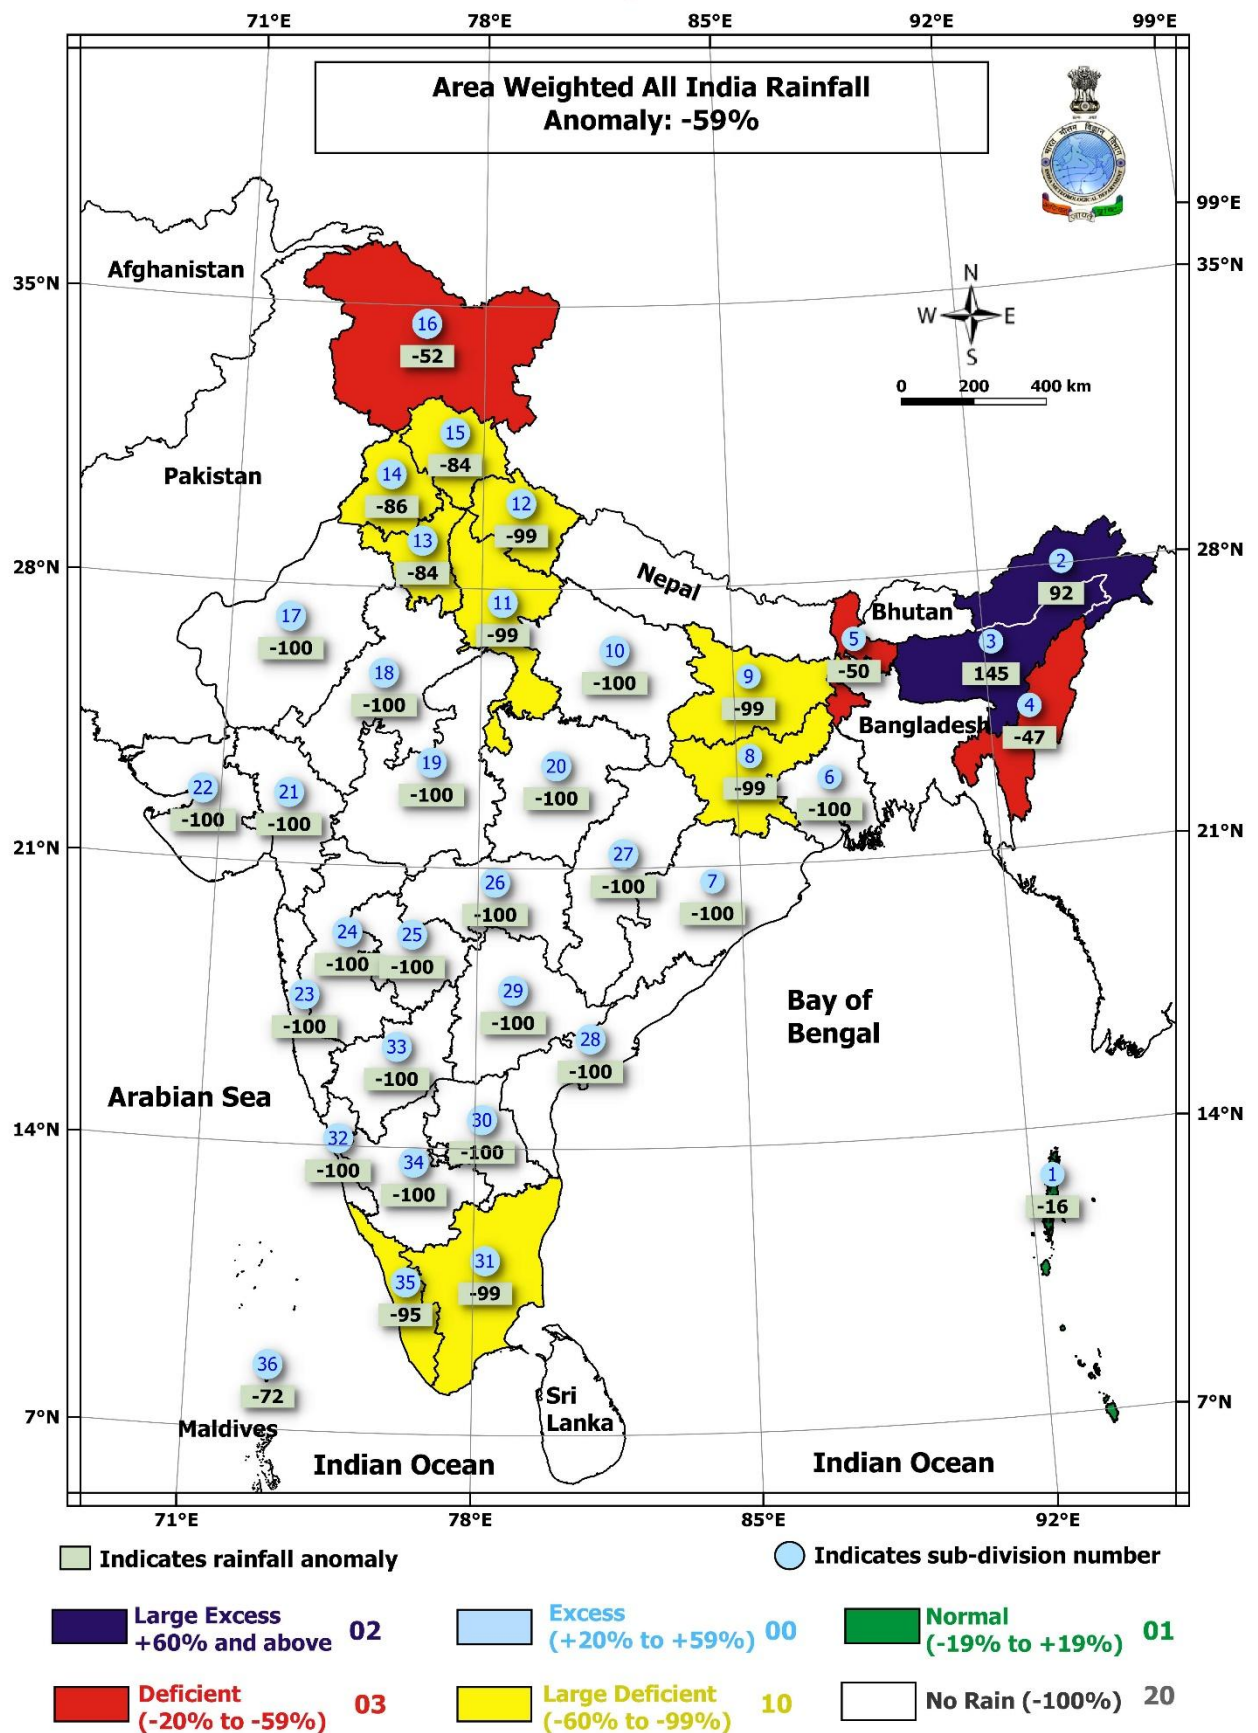 71°E 78°E 85°E 92°E 99°E
Area Weighted All India Rainfall
Anomaly: -59%
99°E
Afghanistan
35°N
35°N
N
W E
S
16
-52
0 200 400 km
15
-84
Pakistan
14
-86
12
-99
13
-84
28°N
28°N
2
92
Nepal
Bhutan
11
-99
17
-100
10
-100
5
-50
3
145
18
-100
9
-99
4
-47
Bangladesh
19
-100
20
-100
8
-99
6
-100
22
-100
21
-100
21°N
21°N
27
-100
7
-100
26
-100
24
-100
25
-100
23
-100
29
-100
Bay of
Bengal
28
-100
33
-100
Arabian Sea
14°N
14°N
30
-100
32
-100
34
-100
1
-16
31
-99
35
-95
36
-72
Sri
Lanka
7°N
7°N
Maldives
Indian Ocean
Indian Ocean
71°E 78°E 85°E 92°E
Indicates rainfall anomaly
Indicates sub-division number
Large Excess
+60% and above 02
Excess
(+20% to +59%) 00
Normal
(-19% to +19%) 01
Deficient
(-20% to -59%) 03
Large Deficient
(-60% to -99%) 10
No Rain (-100%) 20